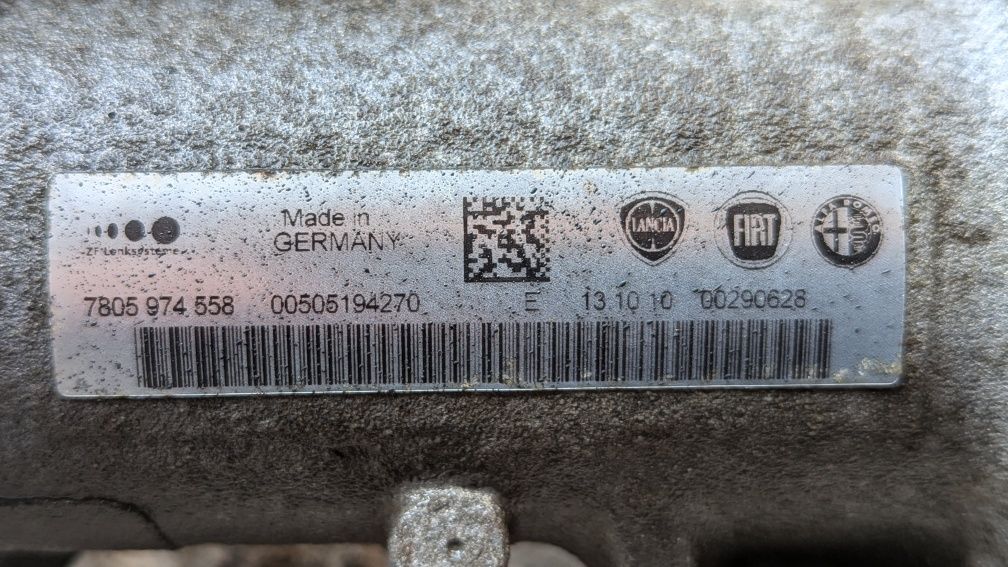 ZF Lenksysteme
Made in
GERMANY
LANCIA
FIAT
ALFA ROMEO
7805 974 558 00505194270 E 13 10 10 00290628